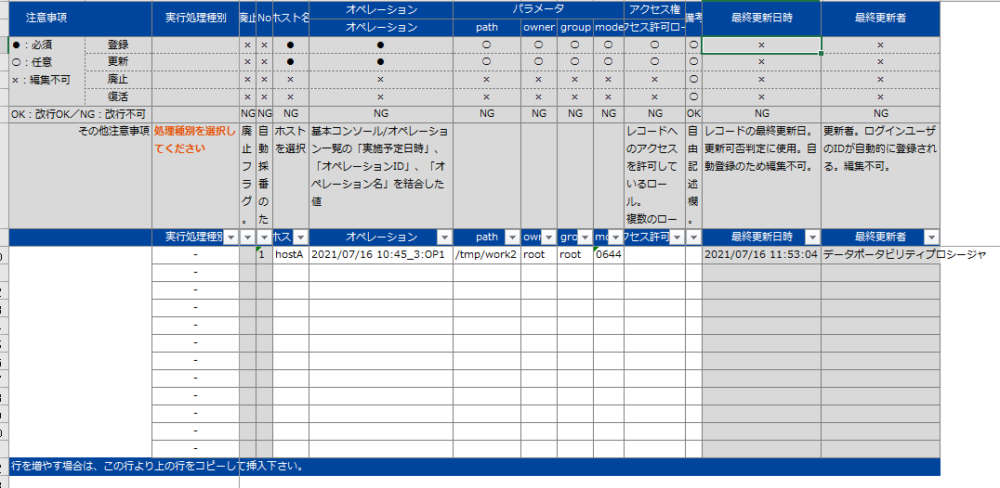 注意事項 実行処理種別 廃止 No ホスト名 オペレーション パラメータ アクセス権 備考 最終更新日時 最終更新者
オペレーション path owner group mode クセス許可ロー
●：必須 登録 × × ● ● ○ ○ ○ ○ ○ ○ × ×
○：任意 更新 × × ● ● ○ ○ ○ ○ ○ ○ × ×
×：編集不可 廃止 × × × × × × × × × ○ × ×
復活 × × × × × × × × × ○ × ×
OK：改行OK／NG：改行不可 NG NG NG NG NG NG NG NG NG OK NG NG
その他注意事項
処理種別を選択し
てください
廃
止
フ
ラ
グ
。
自
動
採
番
の
た
ホスト
を選択
基本コンソール/オペレーショ
ン一覧の「実施予定日時」、
「オペレーションID」、「オ
ペレーション名」を結合した
値
レコードへ
のアクセス
を許可して
いるロー
ル。
複数のロー
自
由
記
述
欄
。
レコードの最終更新日。
更新可否判定に使用。自
動登録のため編集不可。
更新者。ログインユーザ
のIDが自動的に登録され
る。編集不可。
実行処理種別 ホス オペレーション path own gro mo クセス許可 最終更新日時 最終更新者
- 1 hostA 2021/07/16 10:45_3:OP1 /tmp/work2 root root 0644 2021/07/16 11:53:04 データポータビリティプロシージャ
-
-
-
-
-
-
-
-
-
-
-
行を増やす場合は、この行より上の行をコピーして挿入下さい。